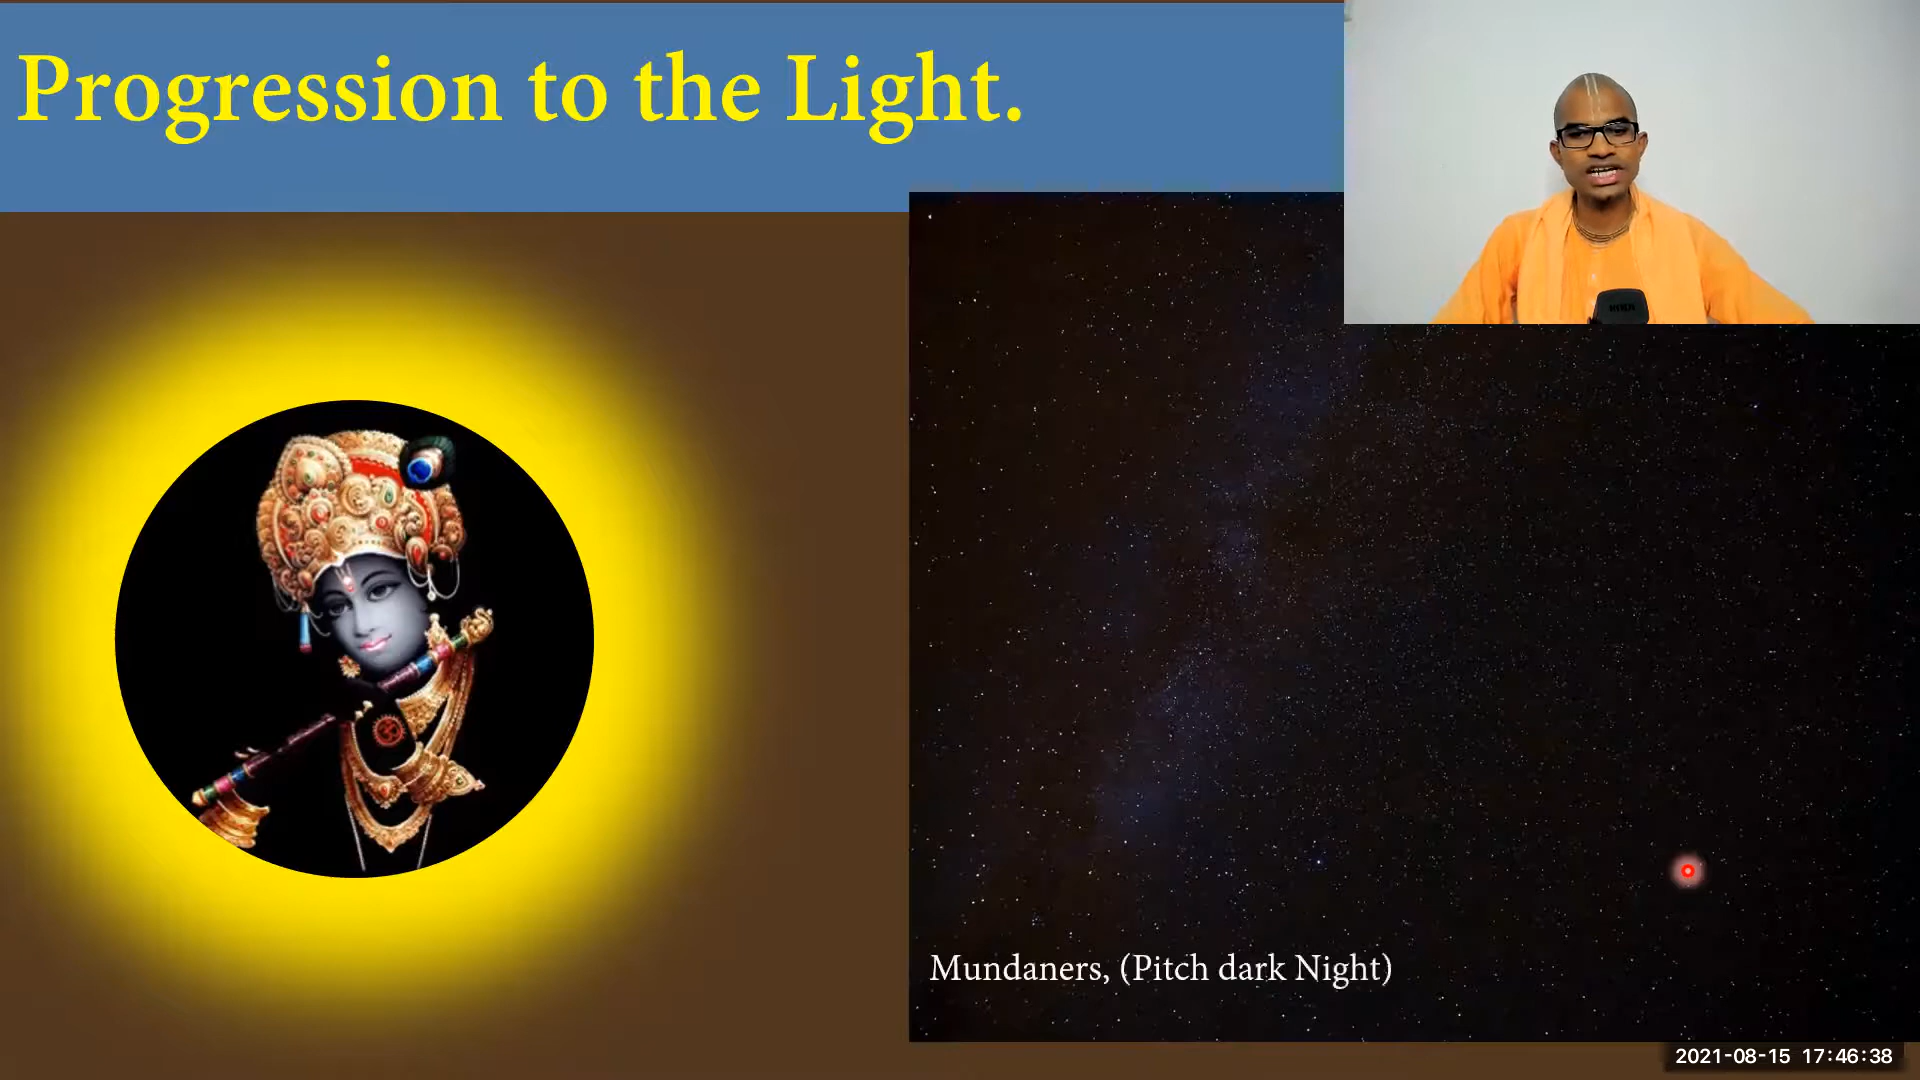 Progression to the Light.
Mundaners, (Pitch dark Night)
2021-08-15 17:46:38